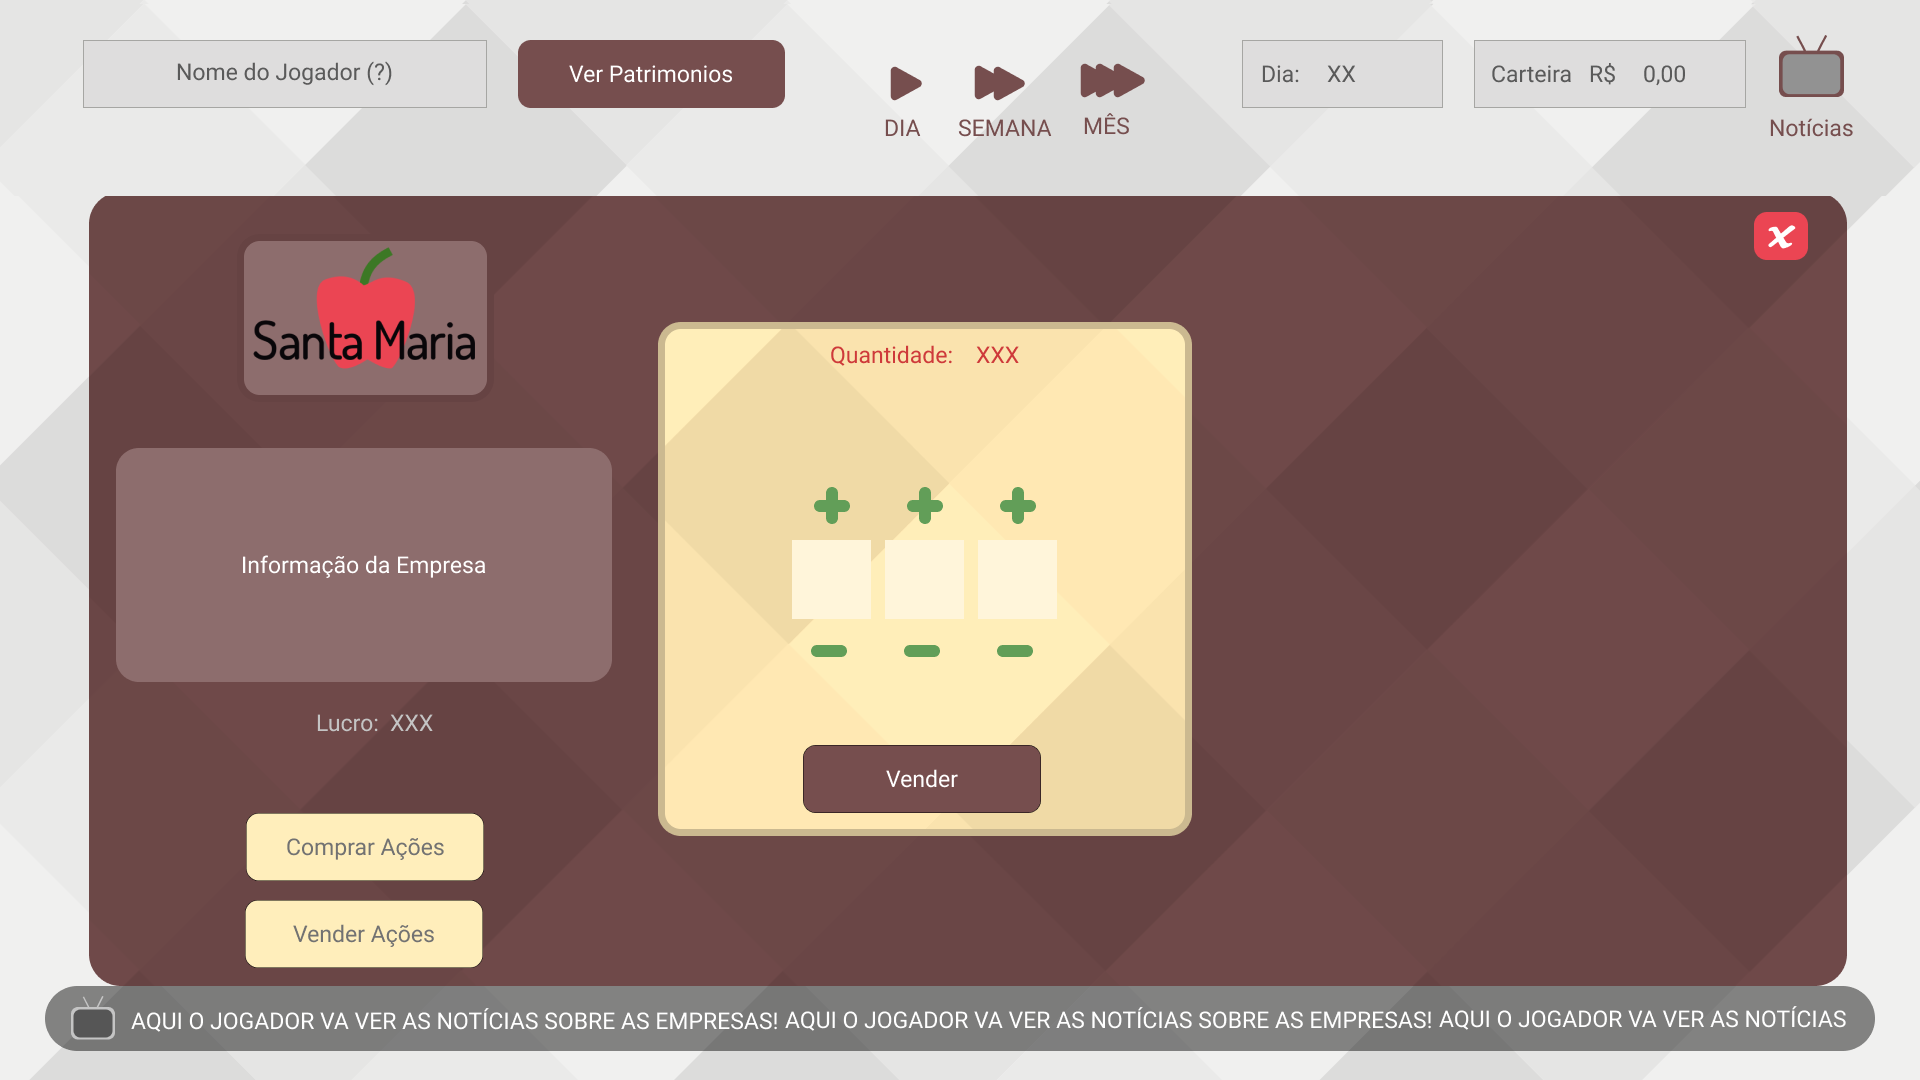 Nome do Jogador (?)
Ver Patrimonios
DIA
SEMANA
MÊS
Dia: XX
Carteira R$ 0,00
Notícias
x
Santa Maria
Informação da Empresa
Lucro: XXX
Comprar Ações
Vender Ações
Quantidade: XXX
Vender
AQUI O JOGADOR VA VER AS NOTÍCIAS SOBRE AS EMPRESAS! AQUI O JOGADOR VA VER AS NOTÍCIAS SOBRE AS EMPRESAS! AQUI O JOGADOR VA VER AS NOTÍCIAS